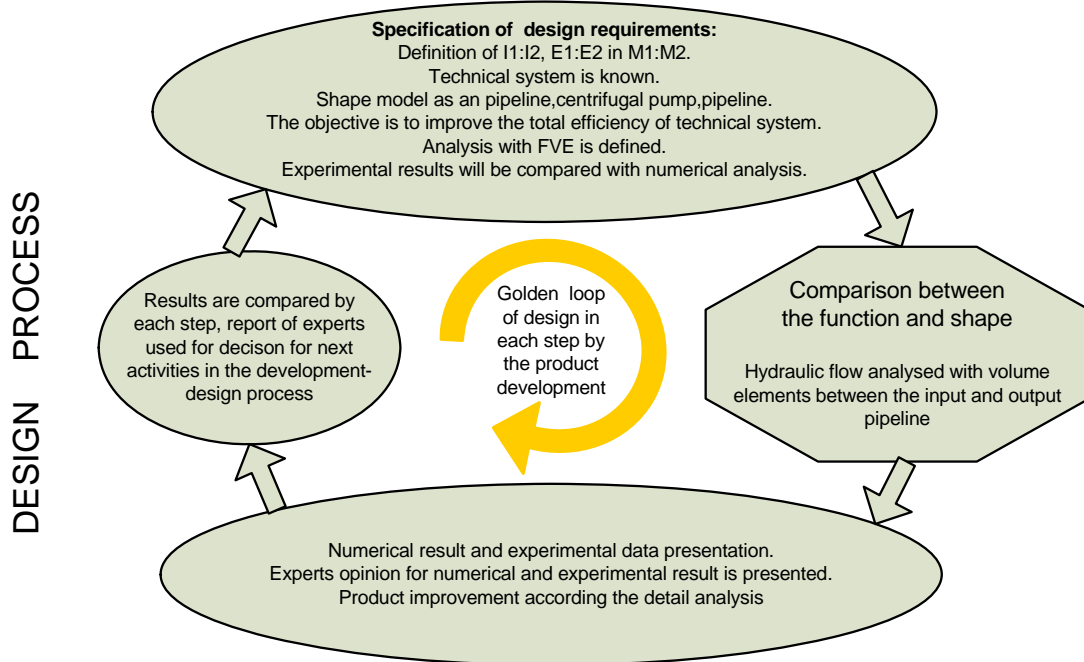 DESIGN PROCESS
Specification of design requirements:
Definition of I1:I2, E1:E2 in M1:M2.
Technical system is known.
Shape model as an pipeline,centrifugal pump,pipeline.
The objective is to improve the total efficiency of technical system.
Analysis with FVE is defined.
Experimental results will be compared with numerical analysis.
Comparison between
the function and shape
Hydraulic flow analysed with volume
elements between the input and output
pipeline
Numerical result and experimental data presentation.
Experts opinion for numerical and experimental result is presented.
Product improvement according the detail analysis
Results are compared by
each step, report of experts
used for decison for next
activities in the development-
design process
Golden loop
of design in
each step by
the product
development